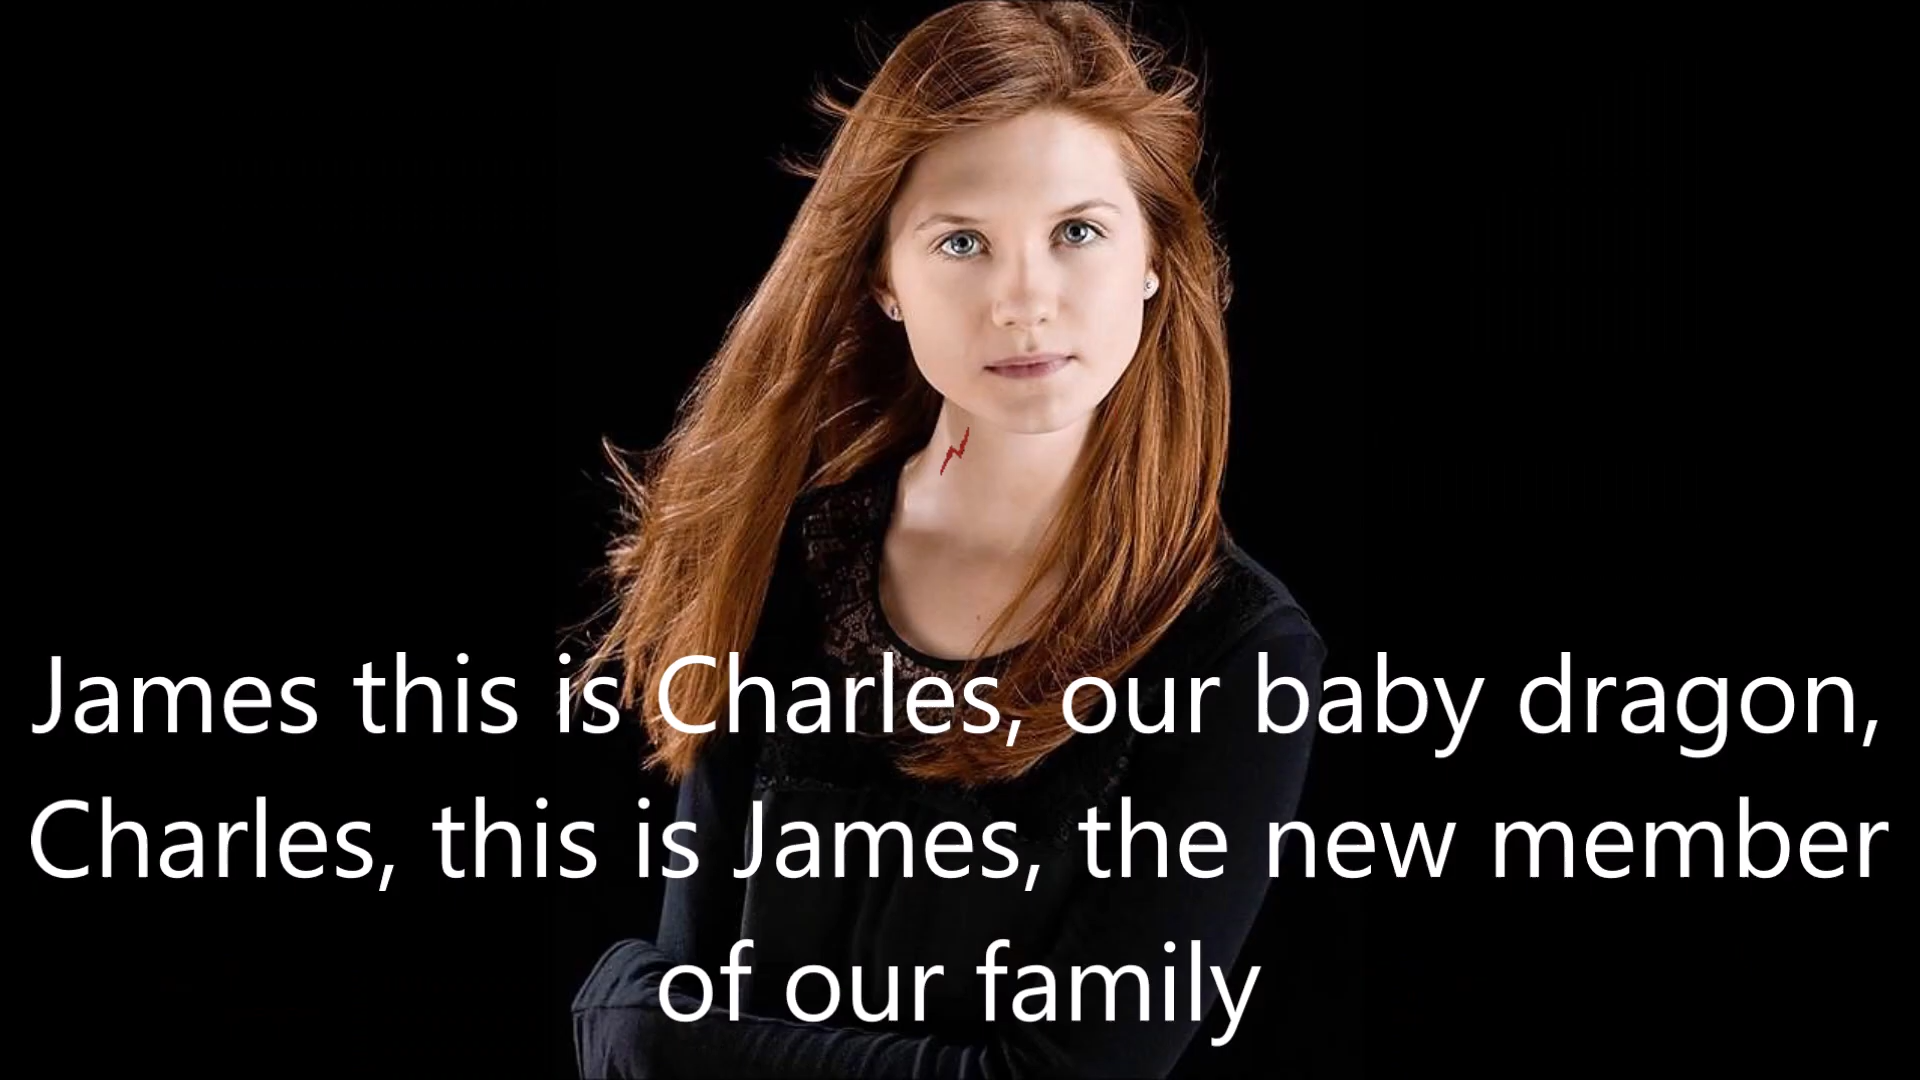 James this is Charles, our baby dragon,
Charles, this is James, the new member
of our family